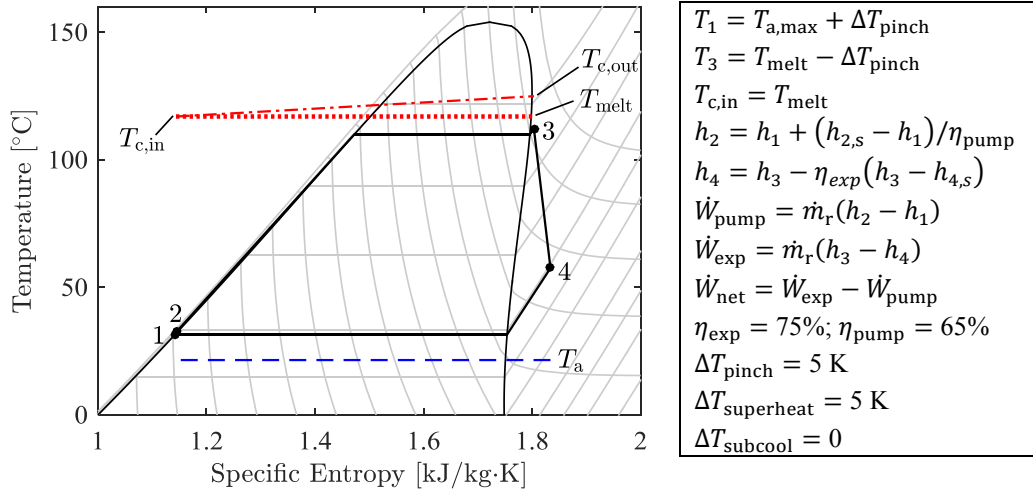 150
100
50
0
Temperature [°C]
1
1.2
1.4
1.6
1.8
2
Specific Entropy [kJ/kg·K]
T_c,out
T_melt
T_c,in
3
4
2
1
T_a
T_1 = T_a,max + ΔT_pinch
T_3 = T_melt − ΔT_pinch
T_c,in = T_melt
h_2 = h_1 + (h_2,s − h_1)/η_pump
h_4 = h_3 − η_exp(h_3 − h_4,s)
Ẇ_pump = ṁ_r(h_2 − h_1)
Ẇ_exp = ṁ_r(h_3 − h_4)
Ẇ_net = Ẇ_exp − Ẇ_pump
η_exp = 75%; η_pump = 65%
ΔT_pinch = 5 K
ΔT_superheat = 5 K
ΔT_subcool = 0